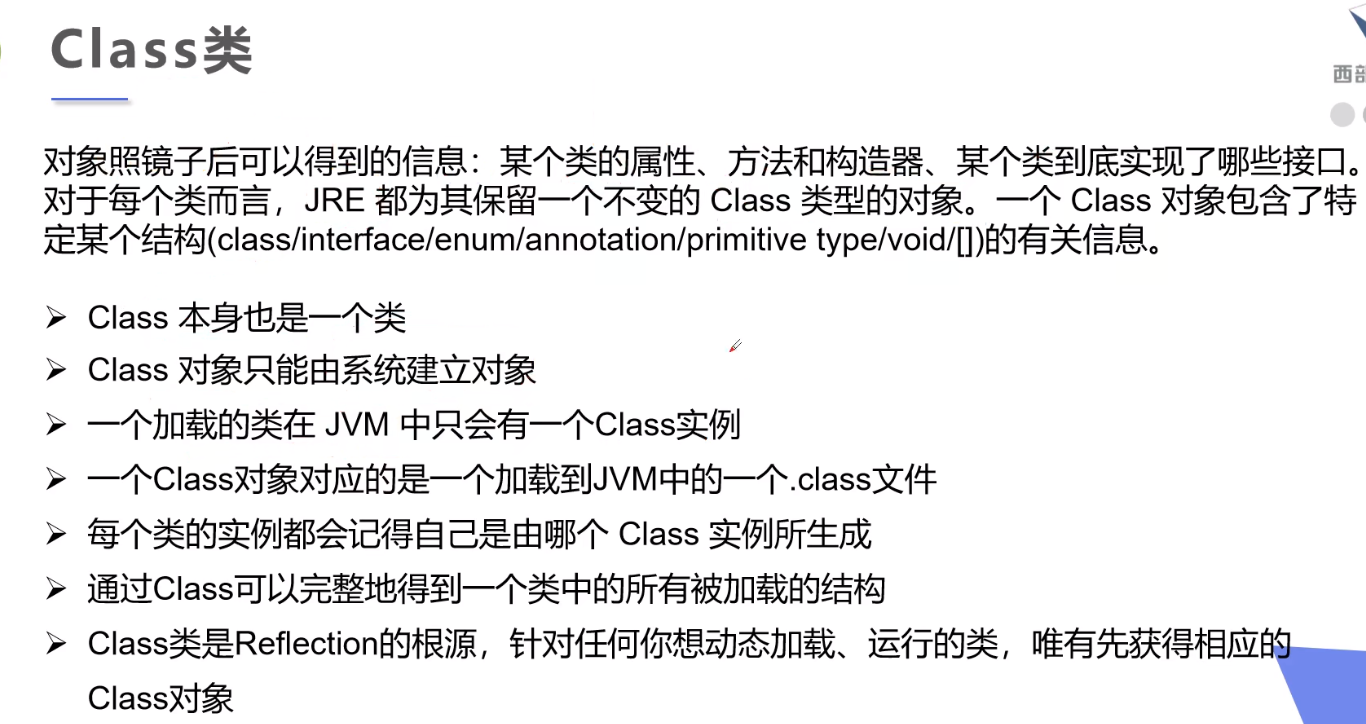 Class类
西部
对象照镜子后可以得到的信息：某个类的属性、方法和构造器、某个类到底实现了哪些接口。
对于每个类而言，JRE 都为其保留一个不变的 Class 类型的对象。一个 Class 对象包含了特
定某个结构(class/interface/enum/annotation/primitive type/void/[])的有关信息。
Class 本身也是一个类
Class 对象只能由系统建立对象
一个加载的类在 JVM 中只会有一个Class实例
一个Class对象对应的是一个加载到JVM中的一个.class文件
每个类的实例都会记得自己是由哪个 Class 实例所生成
通过Class可以完整地得到一个类中的所有被加载的结构
Class类是Reflection的根源，针对任何你想动态加载、运行的类，唯有先获得相应的
Class对象